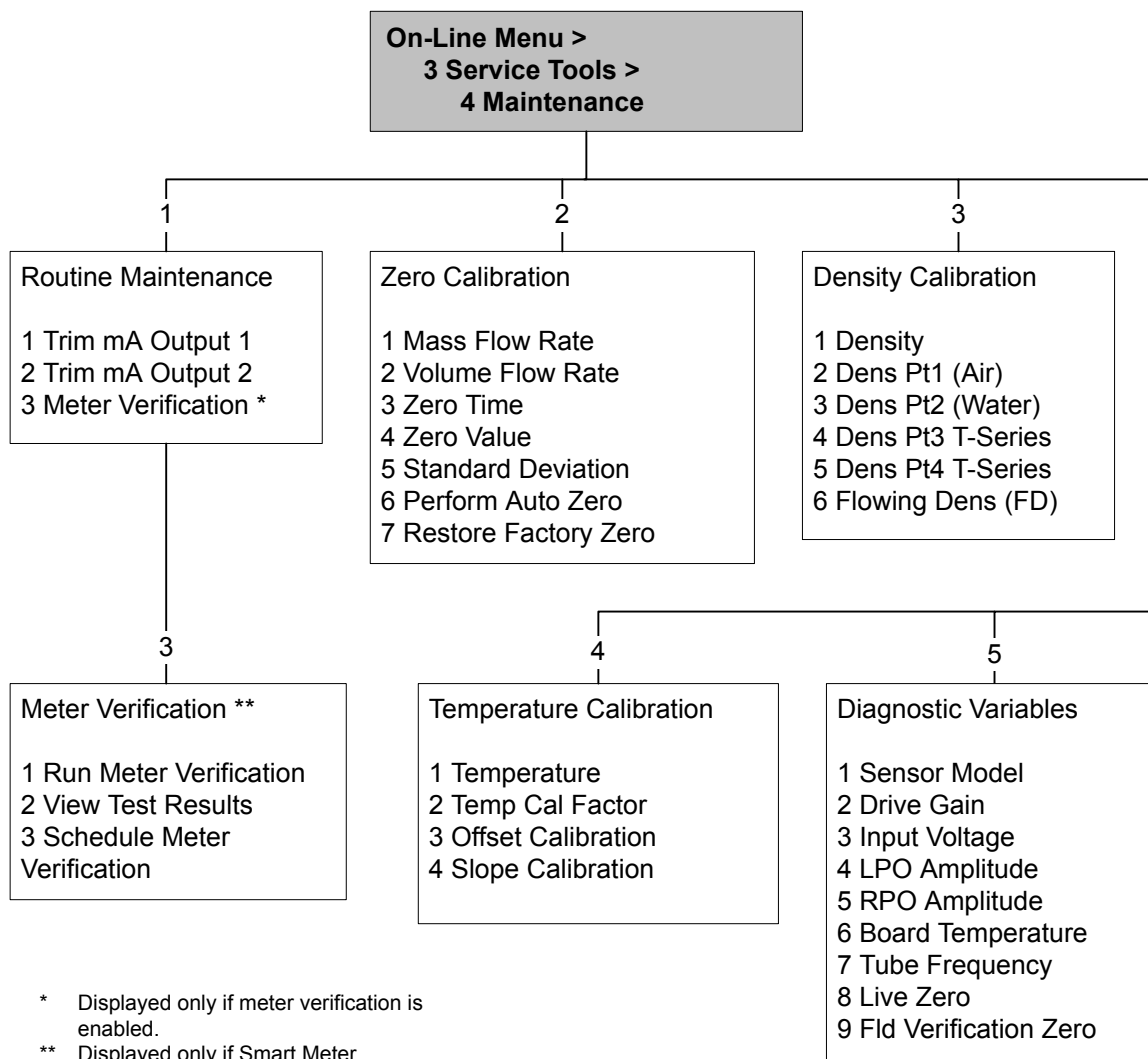 On-Line Menu >
3 Service Tools >
4 Maintenance
1
2
3
Routine Maintenance
1 Trim mA Output 1
2 Trim mA Output 2
3 Meter Verification *
Zero Calibration
1 Mass Flow Rate
2 Volume Flow Rate
3 Zero Time
4 Zero Value
5 Standard Deviation
6 Perform Auto Zero
7 Restore Factory Zero
Density Calibration
1 Density
2 Dens Pt1 (Air)
3 Dens Pt2 (Water)
4 Dens Pt3 T-Series
5 Dens Pt4 T-Series
6 Flowing Dens (FD)
3
4
5
Meter Verification **
1 Run Meter Verification
2 View Test Results
3 Schedule Meter
Verification
Temperature Calibration
1 Temperature
2 Temp Cal Factor
3 Offset Calibration
4 Slope Calibration
Diagnostic Variables
1 Sensor Model
2 Drive Gain
3 Input Voltage
4 LPO Amplitude
5 RPO Amplitude
6 Board Temperature
7 Tube Frequency
8 Live Zero
9 Fld Verification Zero
* Displayed only if meter verification is
enabled.
** Displayed only if Smart Meter